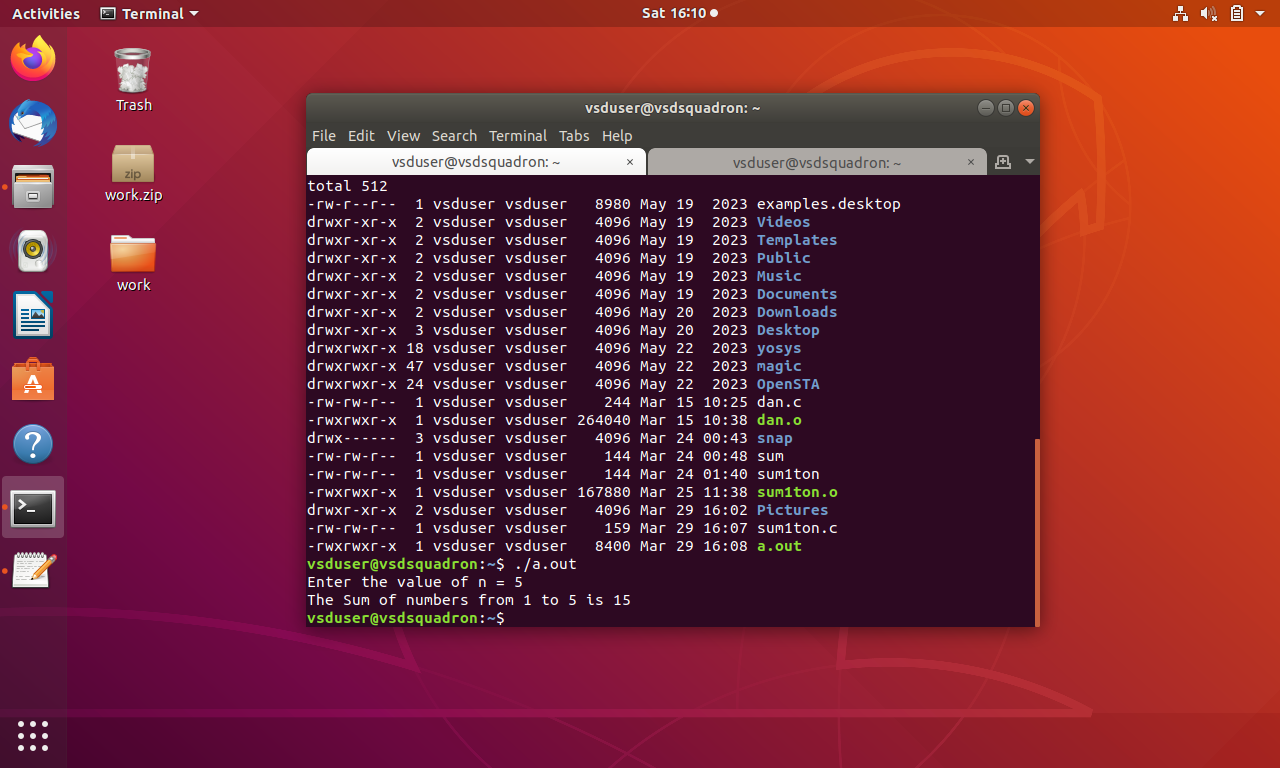 Activities Terminal Sat 16:10
Trash
zip
work.zip
work
vsduser@vsdsquadron: ~
File Edit View Search Terminal Tabs Help
vsduser@vsdsquadron: ~ × vsduser@vsdsquadron: ~ ×
total 512
-rw-r--r--  1 vsduser vsduser   8980 May 19  2023 examples.desktop
drwxr-xr-x  2 vsduser vsduser   4096 May 19  2023 Videos
drwxr-xr-x  2 vsduser vsduser   4096 May 19  2023 Templates
drwxr-xr-x  2 vsduser vsduser   4096 May 19  2023 Public
drwxr-xr-x  2 vsduser vsduser   4096 May 19  2023 Music
drwxr-xr-x  2 vsduser vsduser   4096 May 19  2023 Documents
drwxr-xr-x  2 vsduser vsduser   4096 May 20  2023 Downloads
drwxr-xr-x  3 vsduser vsduser   4096 May 20  2023 Desktop
drwxrwxr-x 18 vsduser vsduser   4096 May 22  2023 yosys
drwxrwxr-x 47 vsduser vsduser   4096 May 22  2023 magic
drwxrwxr-x 24 vsduser vsduser   4096 May 22  2023 OpenSTA
-rw-rw-r--  1 vsduser vsduser    244 Mar 15 10:25 dan.c
-rwxrwxr-x  1 vsduser vsduser 264040 Mar 15 10:38 dan.o
drwx------  3 vsduser vsduser   4096 Mar 24 00:43 snap
-rw-rw-r--  1 vsduser vsduser    144 Mar 24 00:48 sum
-rw-rw-r--  1 vsduser vsduser    144 Mar 24 01:40 sum1ton
-rwxrwxr-x  1 vsduser vsduser 167880 Mar 25 11:38 sum1ton.o
drwxr-xr-x  2 vsduser vsduser   4096 Mar 29 16:02 Pictures
-rw-rw-r--  1 vsduser vsduser    159 Mar 29 16:07 sum1ton.c
-rwxrwxr-x  1 vsduser vsduser   8400 Mar 29 16:08 a.out
vsduser@vsdsquadron:~$ ./a.out
Enter the value of n = 5
The Sum of numbers from 1 to 5 is 15
vsduser@vsdsquadron:~$